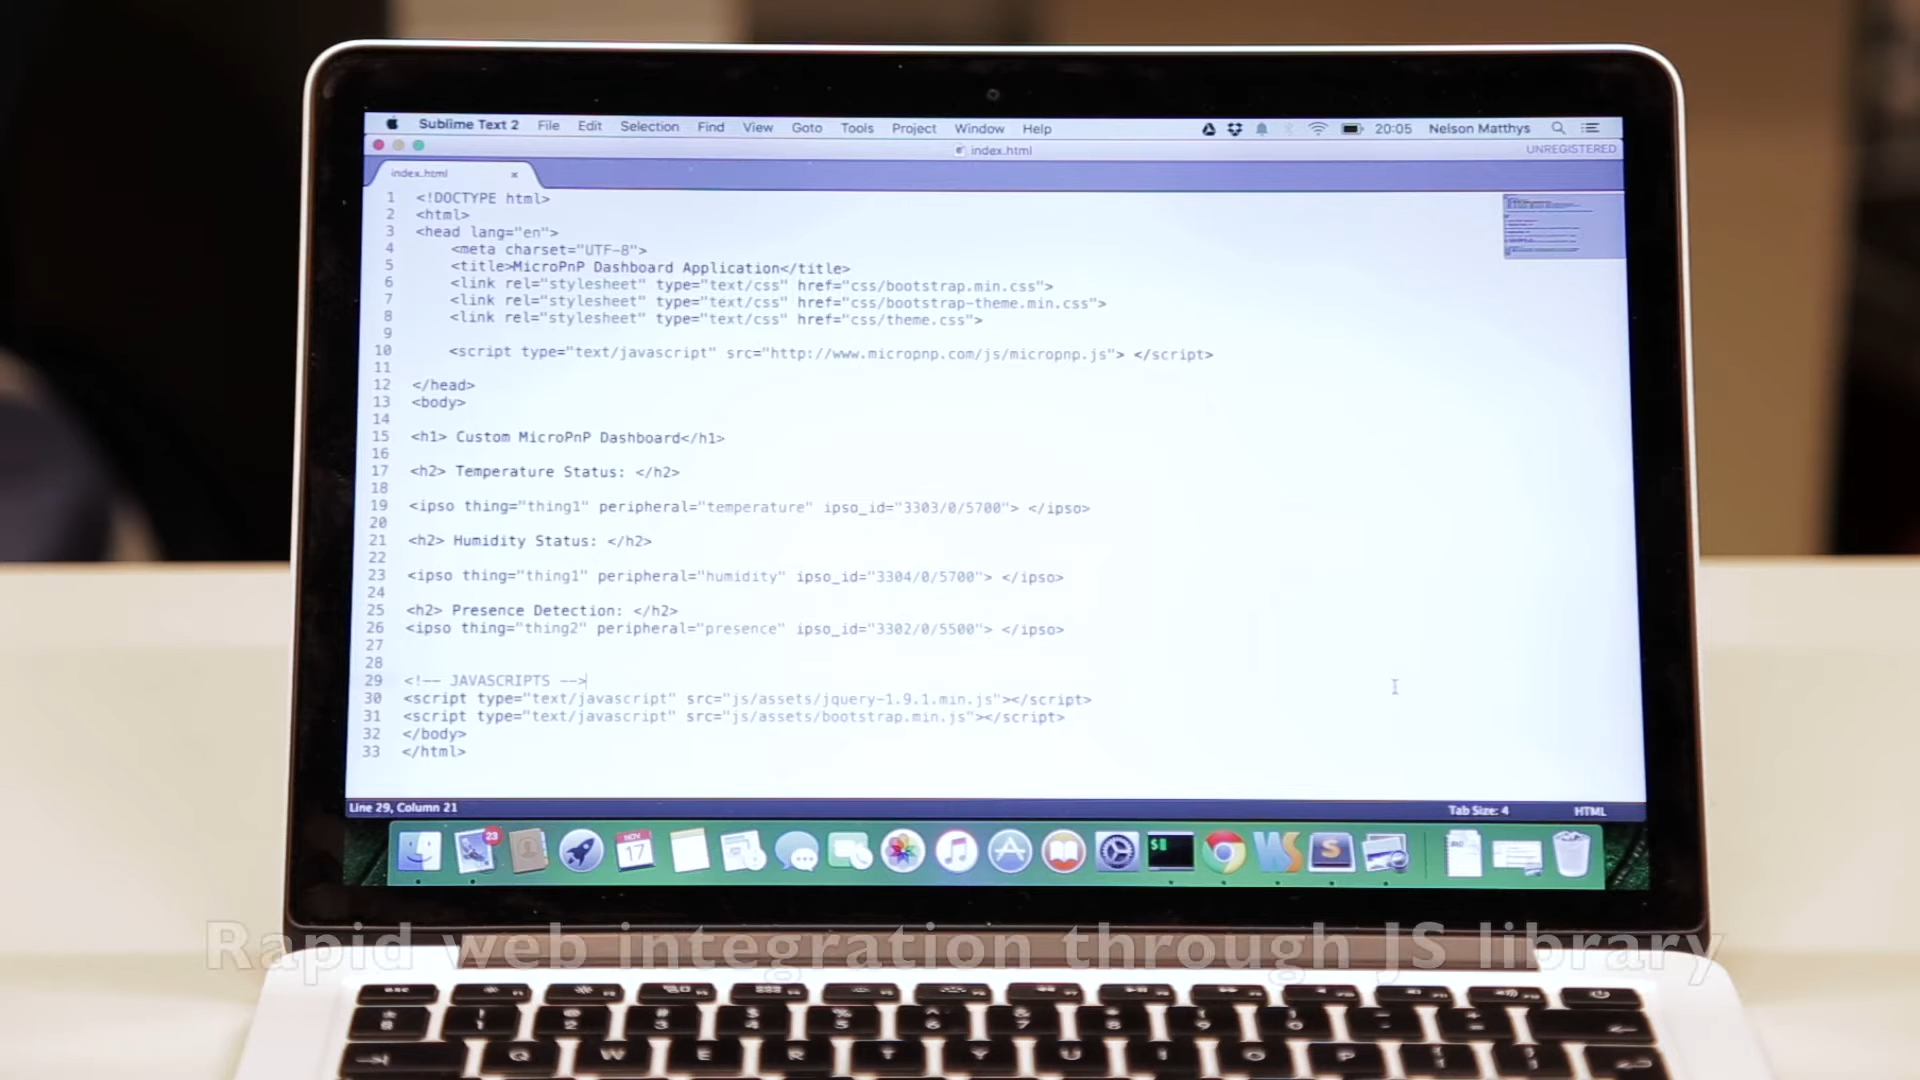 Sublime Text 2 File Edit Selection Find View Goto Tools Project Window Help 20:05 Nelson Matthys
index.html UNREGISTERED
index.html
1 <!DOCTYPE html>
2 <html>
3 <head lang="en">
4 <meta charset="UTF-8">
5 <title>MicroPnP Dashboard Application</title>
6 <link rel="stylesheet" type="text/css" href="css/bootstrap.min.css">
7 <link rel="stylesheet" type="text/css" href="css/bootstrap-theme.min.css">
8 <link rel="stylesheet" type="text/css" href="css/theme.css">
9
10 <script type="text/javascript" src="http://www.micropnp.com/js/micropnp.js"> </script>
11
12 </head>
13 <body>
14
15 <h1> Custom MicroPnP Dashboard</h1>
16
17 <h2> Temperature Status: </h2>
18
19 <ipso thing="thing1" peripheral="temperature" ipso_id="3303/0/5700"> </ipso>
20
21 <h2> Humidity Status: </h2>
22
23 <ipso thing="thing1" peripheral="humidity" ipso_id="3304/0/5700"> </ipso>
24
25 <h2> Presence Detection: </h2>
26 <ipso thing="thing2" peripheral="presence" ipso_id="3302/0/5500"> </ipso>
27
28
29 <!-- JAVASCRIPTS -->
30 <script type="text/javascript" src="js/assets/jquery-1.9.1.min.js"></script>
31 <script type="text/javascript" src="js/assets/bootstrap.min.js"></script>
32 </body>
33 </html>
Line 29, Column 21 Tab Size: 4 HTML
23
NOV
17
Rapid web integration through JS library
esc
Q W E R T Y U I O P